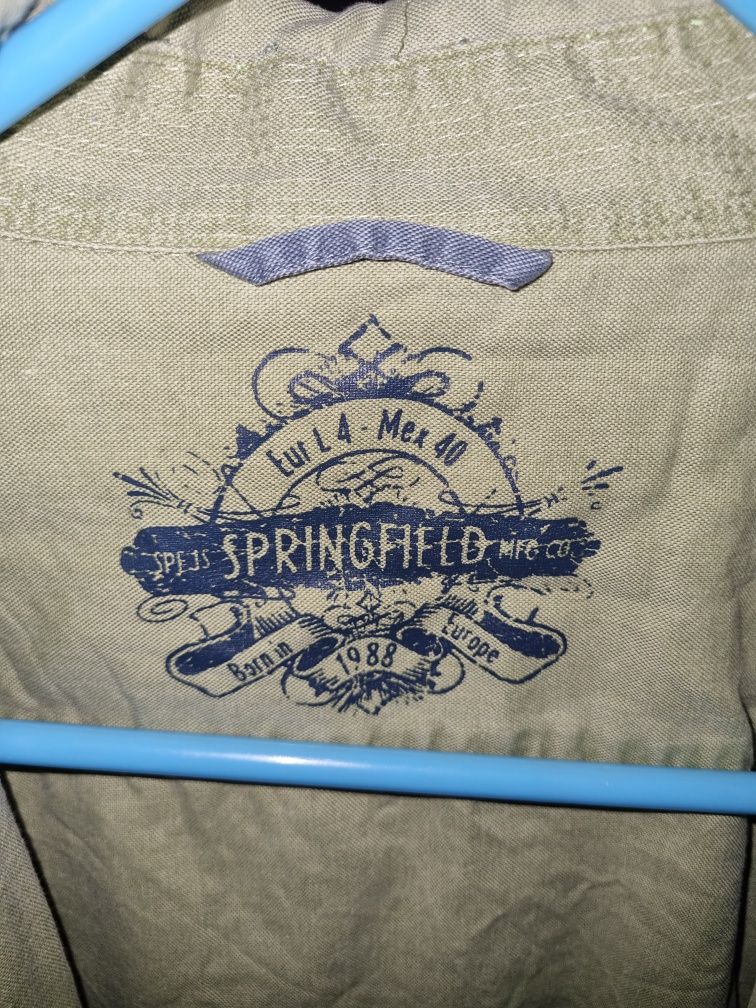 Eur L 4 - Mex 40
SPFJS SPRINGFIELD MFG CO.
Born in 1988 Europe